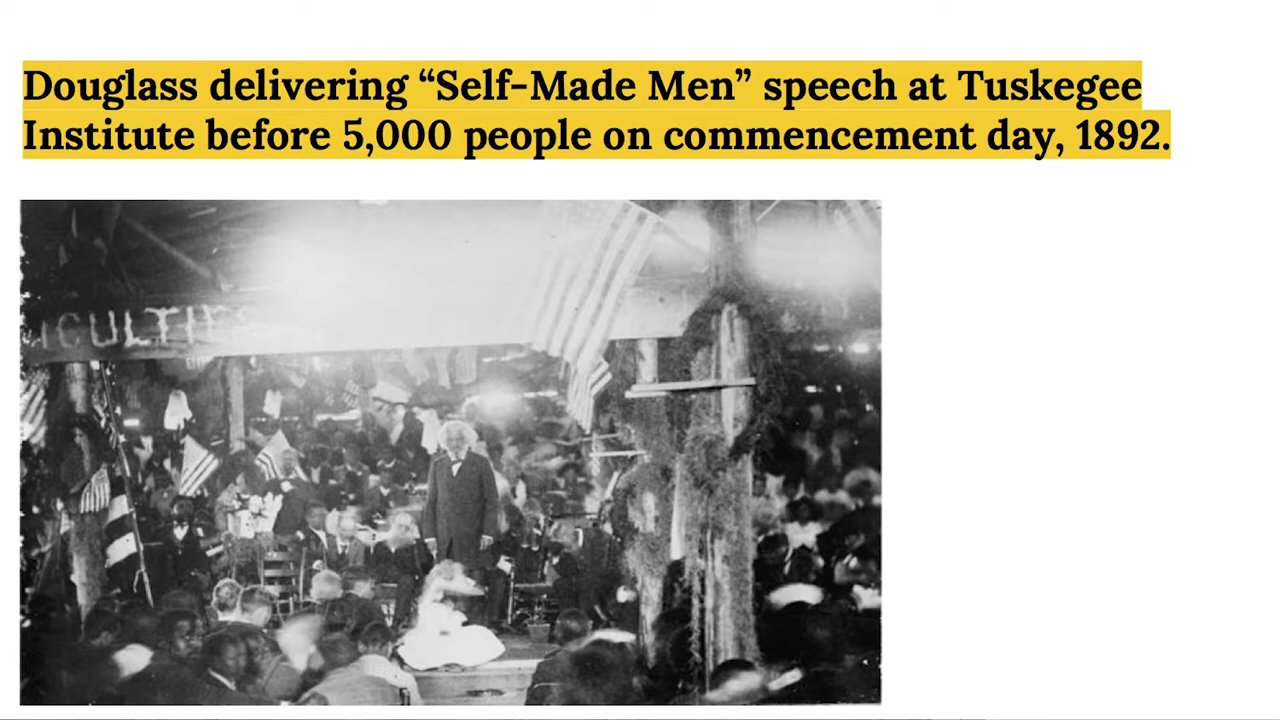 Douglass delivering “Self-Made Men” speech at Tuskegee
Institute before 5,000 people on commencement day, 1892.